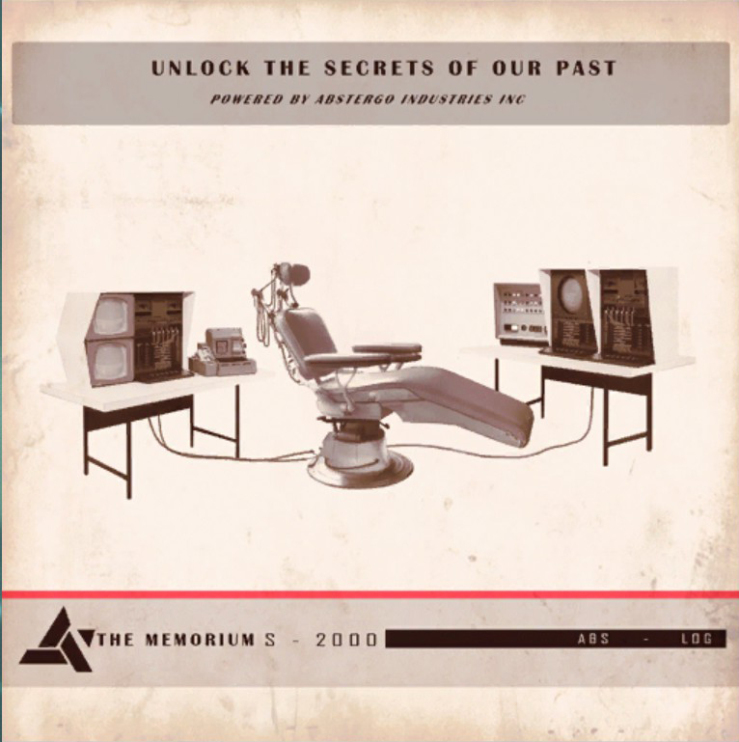 UNLOCK THE SECRETS OF OUR PAST
POWERED BY ABSTERGO INDUSTRIES INC
THE MEMORIUM S - 2000 ABS - LOG